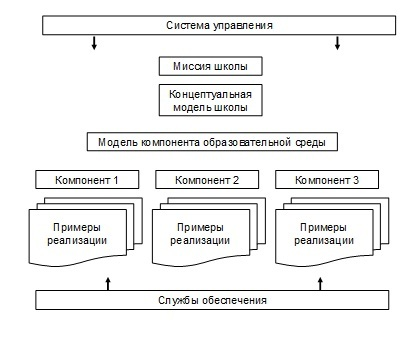 Система управления
Миссия школы
Концептуальная
модель школы
Модель компонента образовательной среды
Компонент 1
Компонент 2
Компонент 3
Примеры
реализации
Примеры
реализации
Примеры
реализации
Службы обеспечения